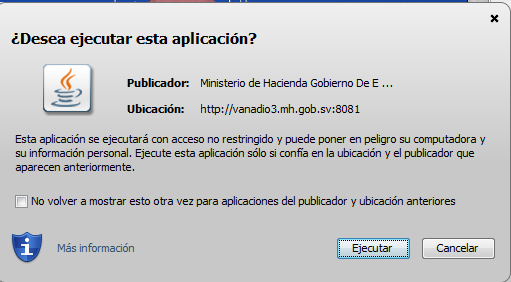 ¿Desea ejecutar esta aplicación?
Publicador: Ministerio de Hacienda Gobierno De E ...
Ubicación: http://vanadio3.mh.gob.sv:8081
Esta aplicación se ejecutará con acceso no restringido y puede poner en peligro su computadora y
su información personal. Ejecute esta aplicación sólo si confía en la ubicación y el publicador que
aparecen anteriormente.
No volver a mostrar esto otra vez para aplicaciones del publicador y ubicación anteriores
Más información
Ejecutar
Cancelar